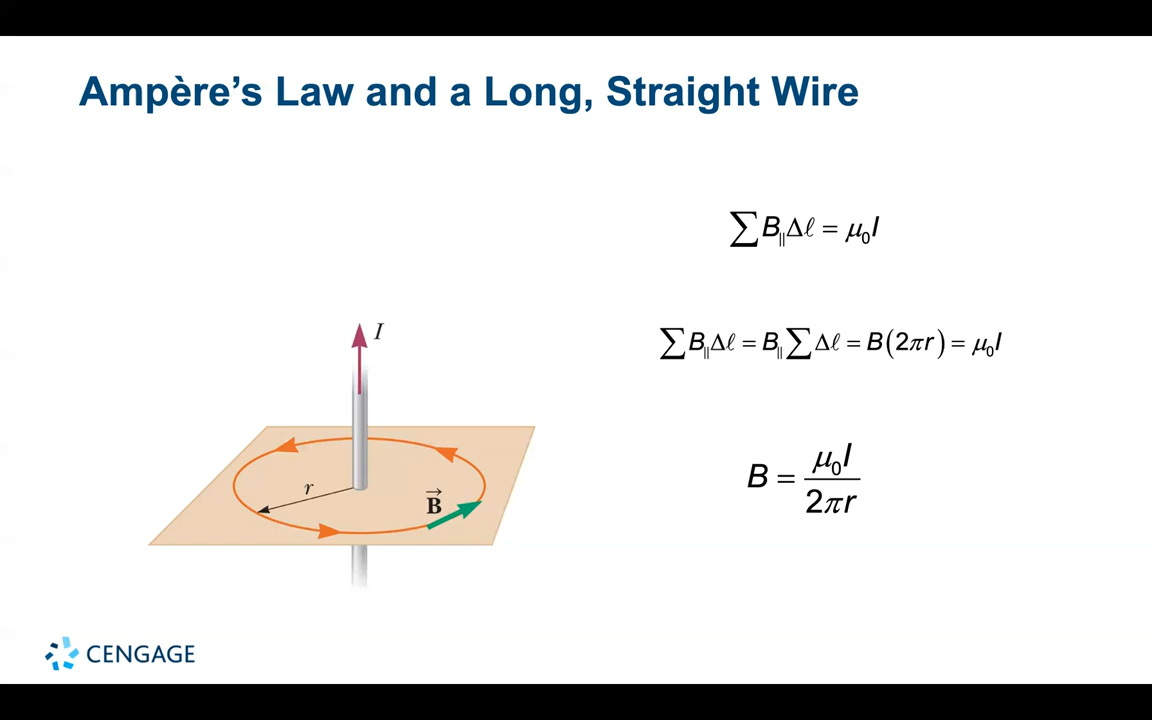 Ampère’s Law and a Long, Straight Wire
∑B∥Δℓ = μ₀I
∑B∥Δℓ = B∥∑Δℓ = B(2πr) = μ₀I
B = μ₀I / 2πr
I
r
B⃗
CENGAGE